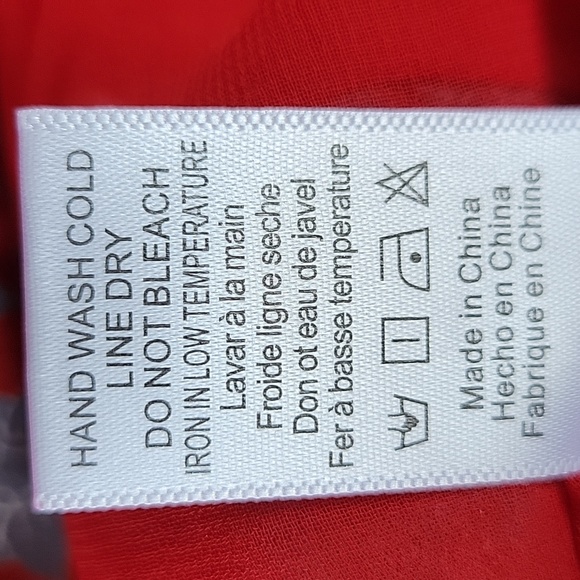 HAND WASH COLD
LINE DRY
DO NOT BLEACH
IRON IN LOW TEMPERATURE
Lavar à la main
Froide ligne seche
Don ot eau de javel
Fer à basse temperature
Made in China
Hecho en China
Fabrique en Chine